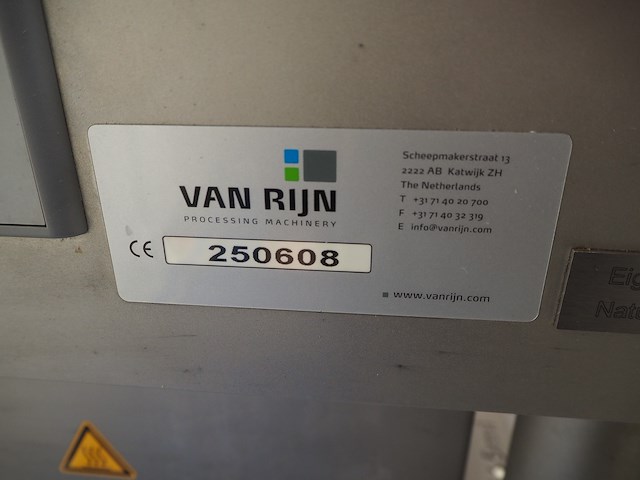 VAN RIJN
PROCESSING MACHINERY
CE 250608
Scheepmakerstraat 13
2222 AB Katwijk ZH
The Netherlands
T +31 71 40 20 700
F +31 71 40 32 319
E info@vanrijn.com
www.vanrijn.com